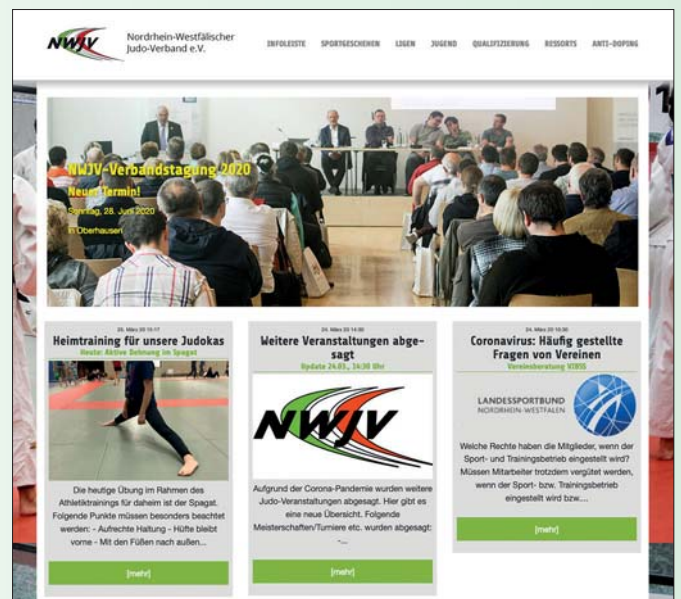 NWJV
Nordrhein-Westfälischer
Judo-Verband e.V.
INFOLEISTE SPORTGESCHEHEN LIGEN JUGEND QUALIFIZIERUNG RESSORTS ANTI-DOPING
NWJV-Verbandstagung 2020
Neuer Termin!
Sonntag, 28. Juni 2020
in Oberhausen
Heimtraining für unsere Judokas
Heute: Aktive Dehnung im Spagat
Die heutige Übung im Rahmen des
Athletiktrainings für daheim ist der Spagat.
Folgende Punkte müssen besonders beachtet
werden: - Aufrechte Haltung - Hüfte bleibt
vorne - Mit den Füßen nach außen...
[mehr]
24. März 20 14:30
Weitere Veranstaltungen abge-
sagt
Update 24.03., 14:30 Uhr
NWJV
Aufgrund der Corona-Pandemie wurden weitere
Judo-Veranstaltungen abgesagt. Hier gibt es
eine neue Übersicht. Folgende
Meisterschaften/Turniere etc. wurden abgesagt:
-...
[mehr]
Coronavirus: Häufig gestellte
Fragen von Vereinen
Vereinsberatung VIBSS
LANDESSPORTBUND
NORDRHEIN-WESTFALEN
Welche Rechte haben die Mitglieder, wenn der
Sport- und Trainingsbetrieb eingestellt wird?
Müssen Mitarbeiter trotzdem vergütet werden,
wenn der Sport- bzw. Trainingsbetrieb
eingestellt wird bzw....
[mehr]